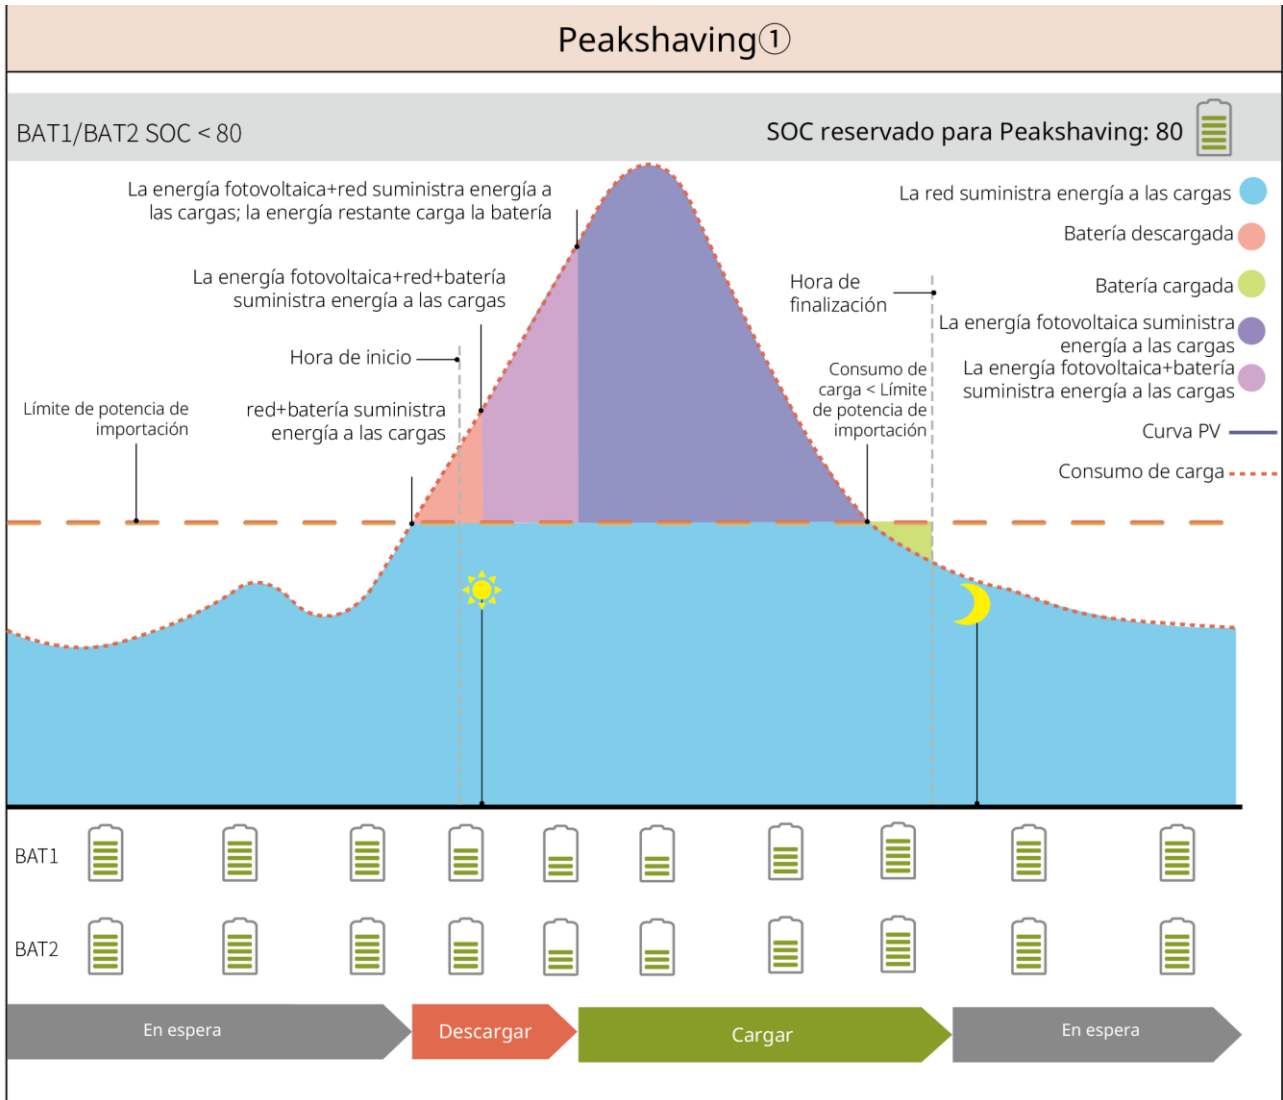 Peakshaving①
BAT1/BAT2 SOC < 80
SOC reservado para Peakshaving: 80
La energía fotovoltaica+red suministra energía a
las cargas; la energía restante carga la batería
La energía fotovoltaica+red+batería
suministra energía a las cargas
Hora de inicio
Límite de potencia de
importación
red+batería suministra
energía a las cargas
Hora de
finalización
Consumo de
carga < Límite
de potencia de
importación
La red suministra energía a las cargas
Batería descargada
Batería cargada
La energía fotovoltaica suministra
energía a las cargas
La energía fotovoltaica+batería
suministra energía a las cargas
Curva PV
Consumo de carga
BAT1
BAT2
En espera
Descargar
Cargar
En espera